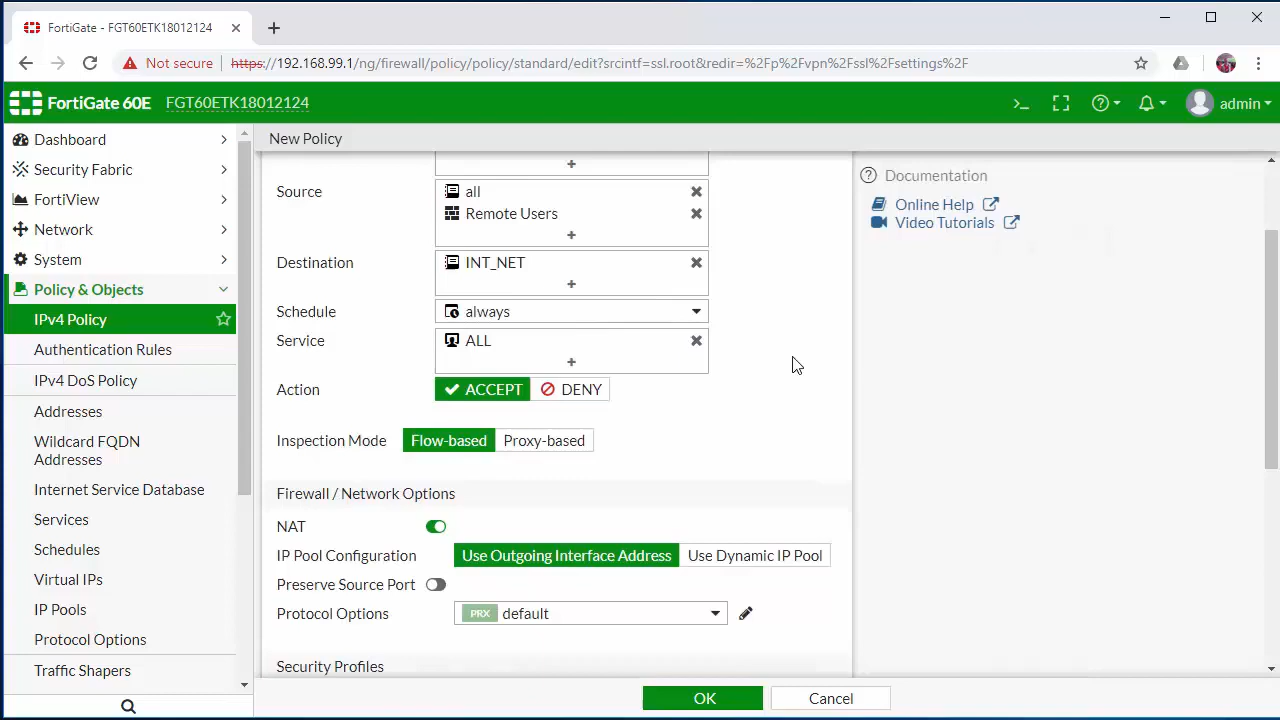 FortiGate - FGT60ETK18012124
Not secure https://192.168.99.1/ng/firewall/policy/policy/standard/edit?srcintf=ssl.root&redir=%2Fp%2Fvpn%2Fssl%2Fsettings%2F
FortiGate 60E FGT60ETK18012124 admin
Dashboard
Security Fabric
FortiView
Network
System
Policy & Objects
IPv4 Policy
Authentication Rules
IPv4 DoS Policy
Addresses
Wildcard FQDN
Addresses
Internet Service Database
Services
Schedules
Virtual IPs
IP Pools
Protocol Options
Traffic Shapers
New Policy
Source all
Remote Users
Destination INT_NET
Schedule always
Service ALL
Action ACCEPT DENY
Inspection Mode Flow-based Proxy-based
Firewall / Network Options
NAT
IP Pool Configuration Use Outgoing Interface Address Use Dynamic IP Pool
Preserve Source Port
Protocol Options PRX default
Security Profiles
OK Cancel
Documentation
Online Help
Video Tutorials